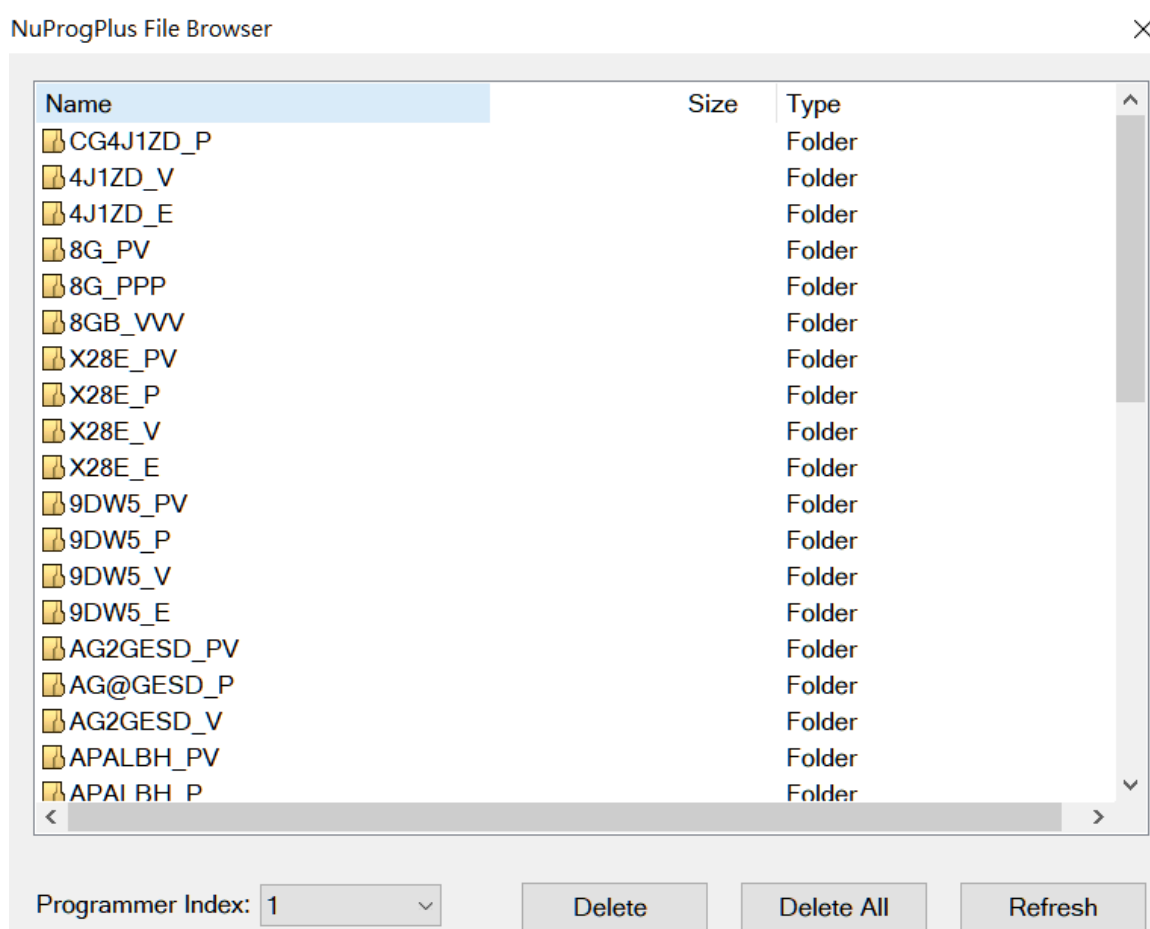 NuProgPlus File Browser
Name Size Type
CG4J1ZD_P Folder
4J1ZD_V Folder
4J1ZD_E Folder
8G_PV Folder
8G_PPP Folder
8GB_VVV Folder
X28E_PV Folder
X28E_P Folder
X28E_V Folder
X28E_E Folder
9DW5_PV Folder
9DW5_P Folder
9DW5_V Folder
9DW5_E Folder
AG2GESD_PV Folder
AG@GESD_P Folder
AG2GESD_V Folder
APALBH_PV Folder
APALBH_P Folder
Programmer Index: 1 Delete Delete All Refresh